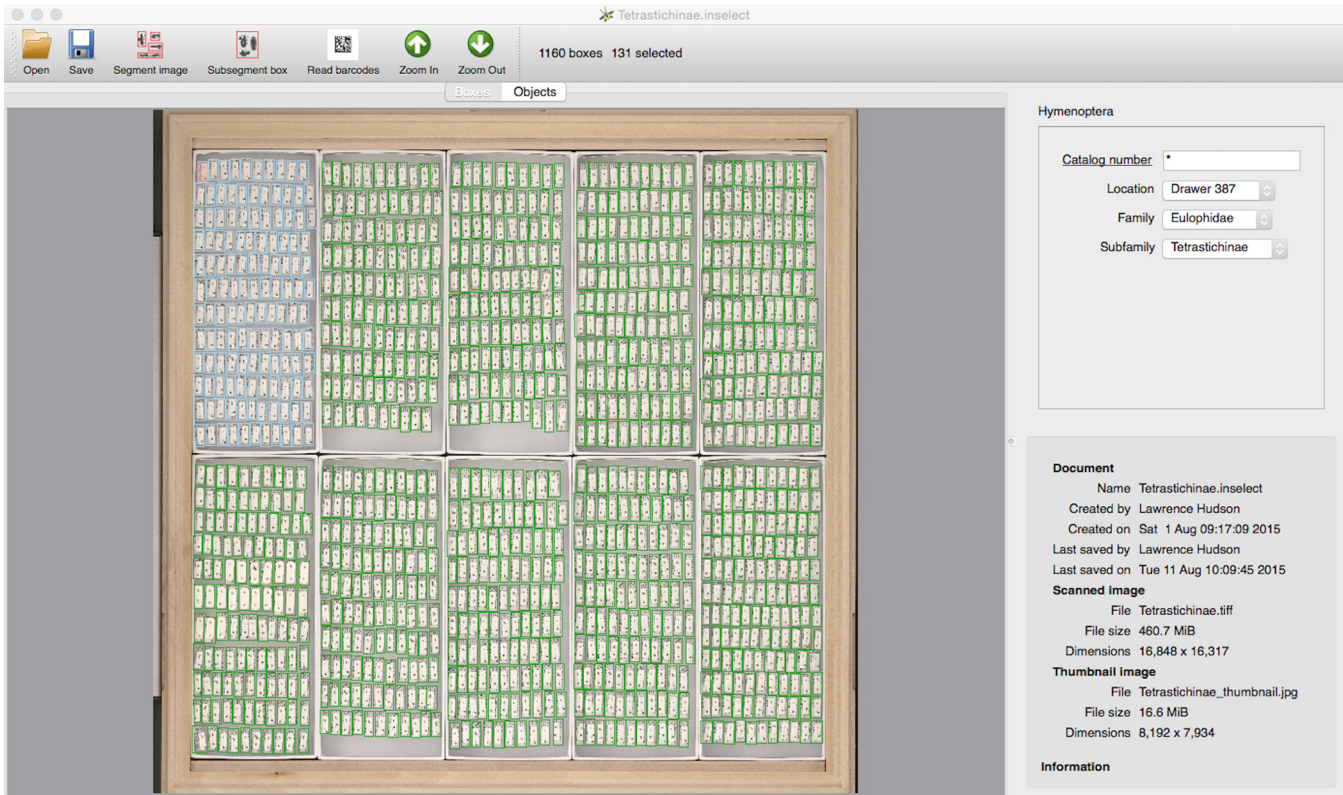 Tetrastichinae.inselect
Open Save Segment image Subsegment box Read barcodes Zoom In Zoom Out 1160 boxes 131 selected
Boxes Objects
Hymenoptera
Catalog number *
Location Drawer 387
Family Eulophidae
Subfamily Tetrastichinae
Document
Name Tetrastichinae.inselect
Created by Lawrence Hudson
Created on Sat 1 Aug 09:17:09 2015
Last saved by Lawrence Hudson
Last saved on Tue 11 Aug 10:09:45 2015
Scanned image
File Tetrastichinae.tiff
File size 460.7 MiB
Dimensions 16,848 x 16,317
Thumbnail image
File Tetrastichinae_thumbnail.jpg
File size 16.6 MiB
Dimensions 8,192 x 7,934
Information